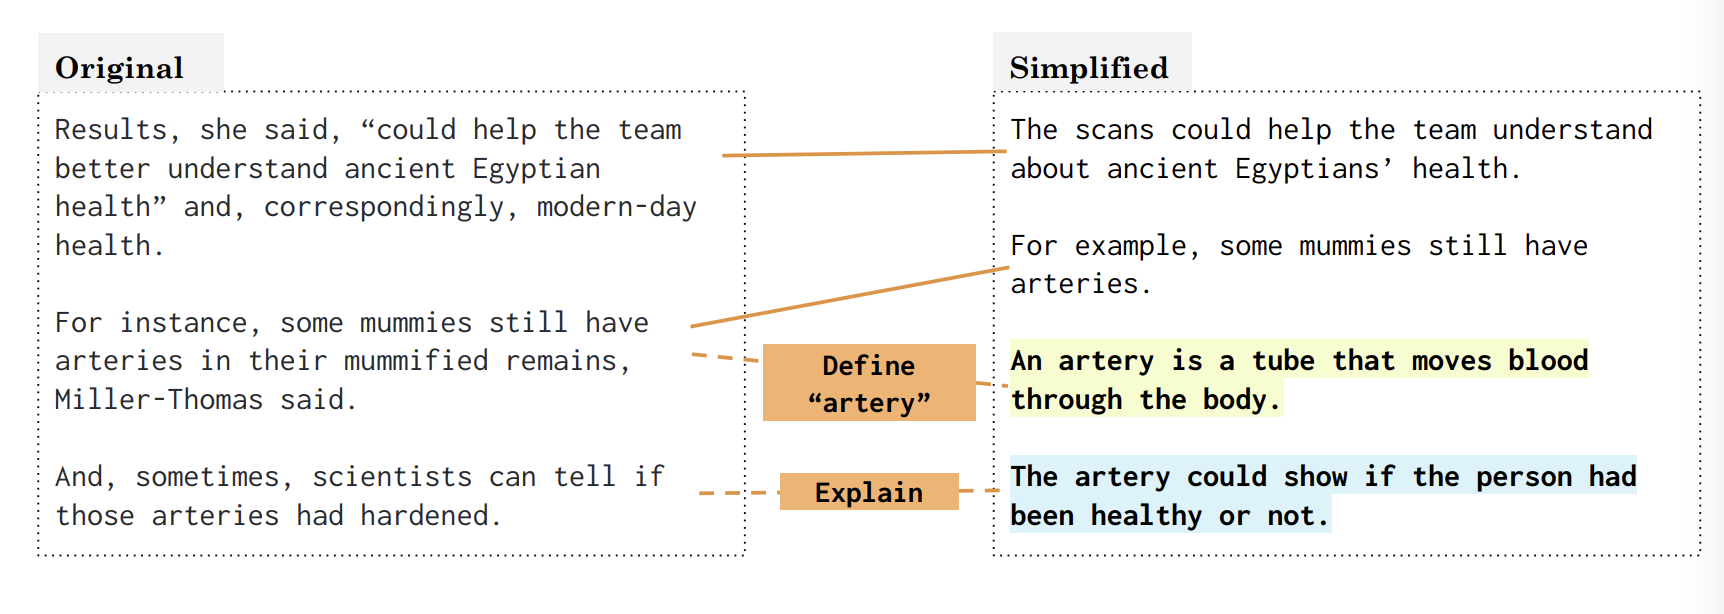 Original
Results, she said, “could help the team
better understand ancient Egyptian
health” and, correspondingly, modern-day
health.
For instance, some mummies still have
arteries in their mummified remains,
Miller-Thomas said.
And, sometimes, scientists can tell if
those arteries had hardened.
Define
“artery”
Explain
Simplified
The scans could help the team understand
about ancient Egyptians’ health.
For example, some mummies still have
arteries.
An artery is a tube that moves blood
through the body.
The artery could show if the person had
been healthy or not.